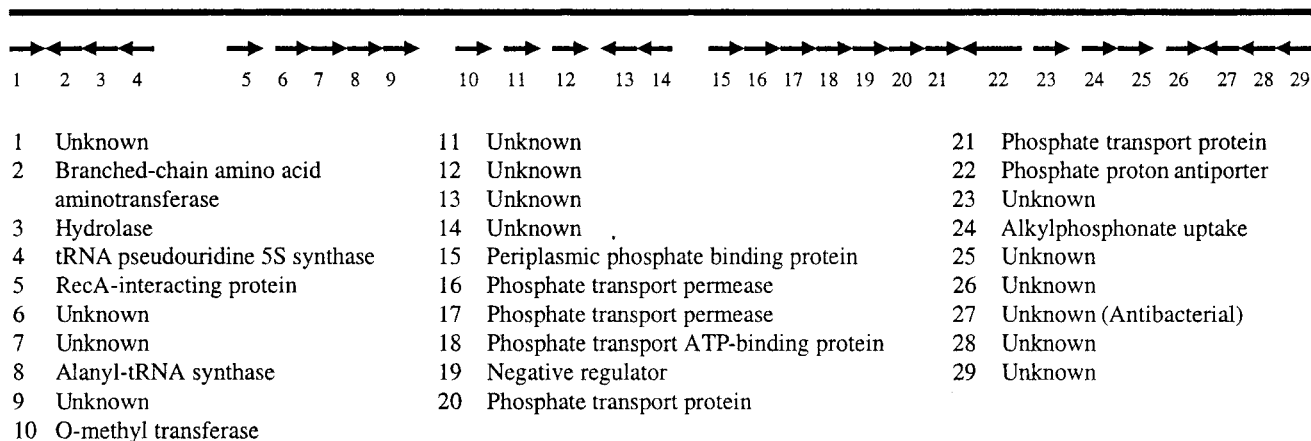 1 2 3 4 5 6 7 8 9 10 11 12 13 14 15 16 17 18 19 20 21 22 23 24 25 26 27 28 29
1 Unknown
2 Branched-chain amino acid
aminotransferase
3 Hydrolase
4 tRNA pseudouridine 5S synthase
5 RecA-interacting protein
6 Unknown
7 Unknown
8 Alanyl-tRNA synthase
9 Unknown
10 O-methyl transferase
11 Unknown
12 Unknown
13 Unknown
14 Unknown
15 Periplasmic phosphate binding protein
16 Phosphate transport permease
17 Phosphate transport permease
18 Phosphate transport ATP-binding protein
19 Negative regulator
20 Phosphate transport protein
21 Phosphate transport protein
22 Phosphate proton antiporter
23 Unknown
24 Alkylphosphonate uptake
25 Unknown
26 Unknown
27 Unknown (Antibacterial)
28 Unknown
29 Unknown